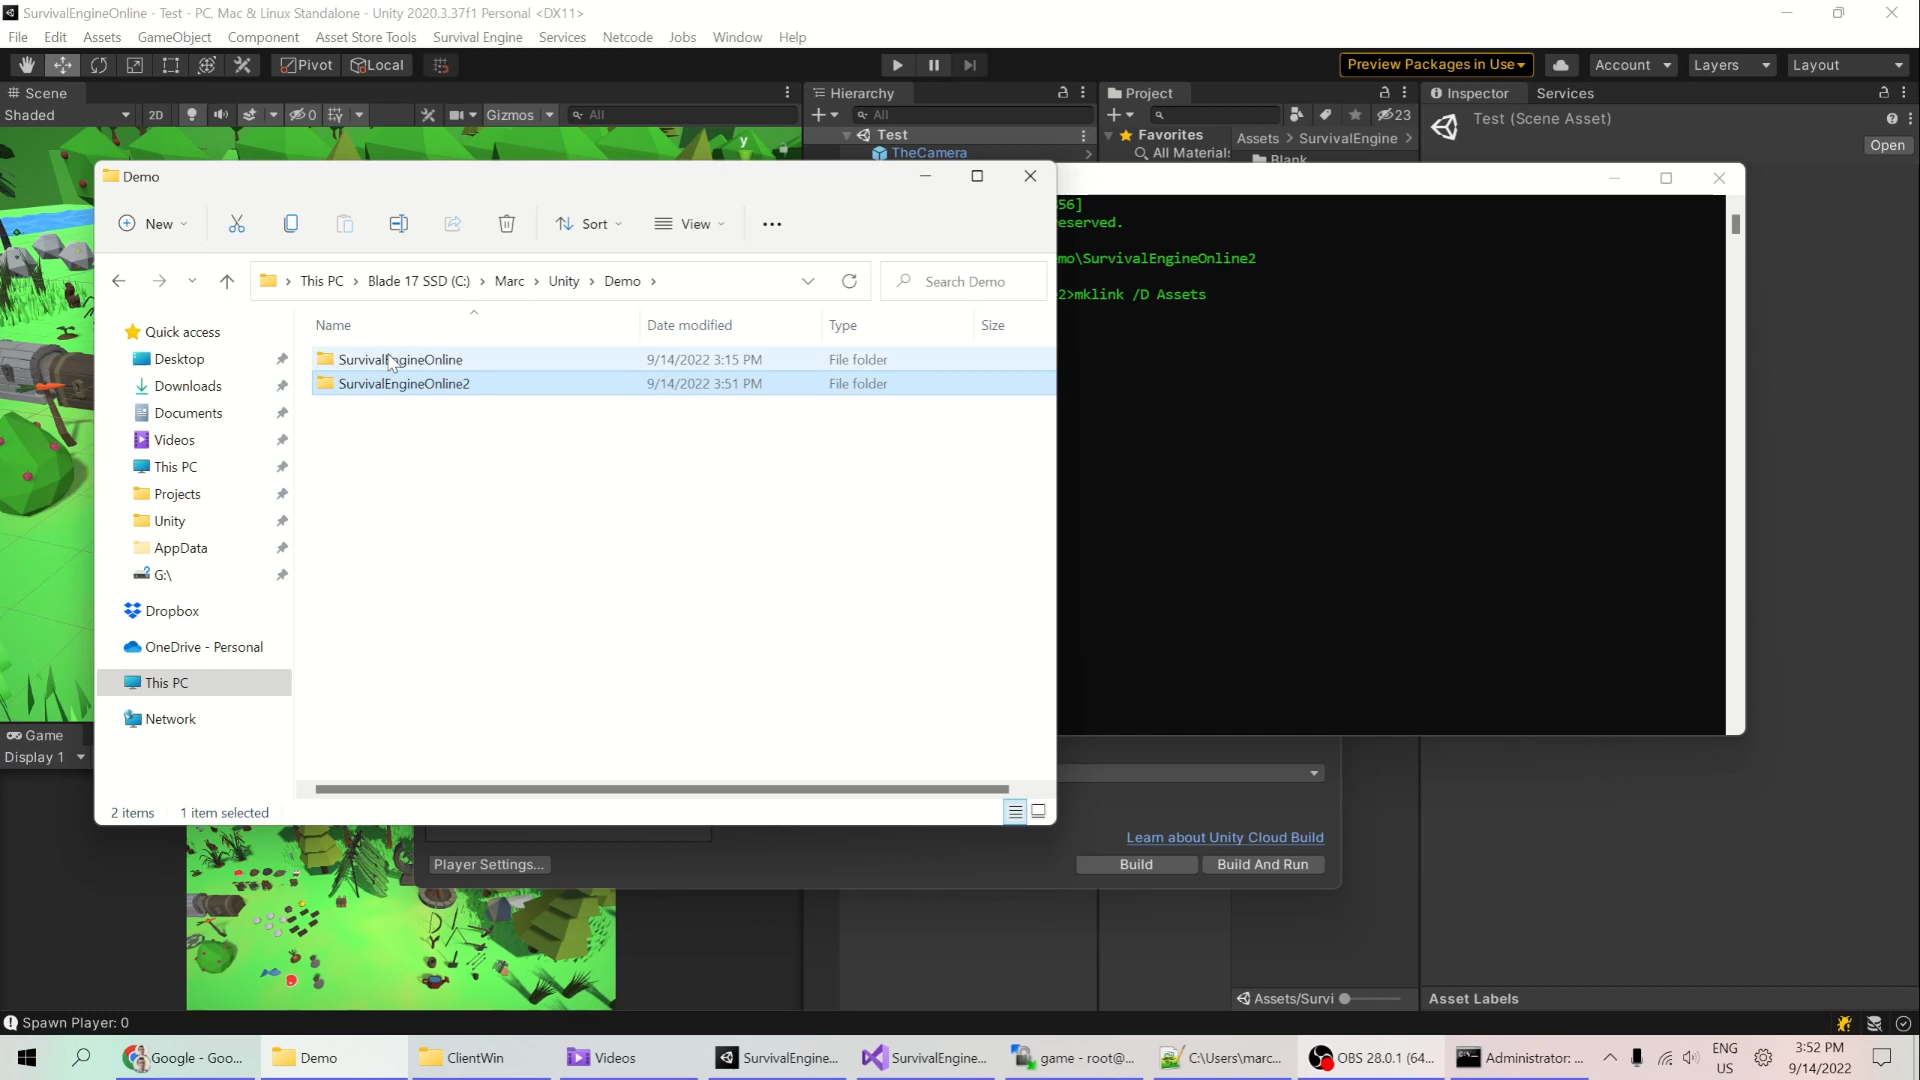 SurvivalEngineOnline - Test - PC, Mac & Linux Standalone - Unity 2020.3.37f1 Personal <DX11>
File Edit Assets GameObject Component Asset Store Tools Survival Engine Services Netcode Jobs Window Help
Pivot Local Preview Packages in Use Account Layers Layout
Scene Hierarchy Project Inspector Services
Shaded 2D 0 Gizmos All All 23
Test Favorites Assets > SurvivalEngine > Test (Scene Asset)
TheCamera All Materials Blank Open
y
Demo
New Sort View
This PC > Blade 17 SSD (C:) > Marc > Unity > Demo > Search Demo
Name Date modified Type Size
SurvivalEngineOnline 9/14/2022 3:15 PM File folder
SurvivalEngineOnline2 9/14/2022 3:51 PM File folder
Quick access
Desktop
Downloads
Documents
Videos
This PC
Projects
Unity
AppData
G:\
Dropbox
OneDrive - Personal
This PC
Network
2 items 1 item selected
56]
eserved.
mo\SurvivalEngineOnline2
2>mklink /D Assets
Game
Display 1
Learn about Unity Cloud Build
Player Settings... Build Build And Run
Assets/Survi Asset Labels
Spawn Player: 0
Google - Goo... Demo ClientWin Videos SurvivalEngine... SurvivalEngine... game - root@... C:\Users\marc... OBS 28.0.1 (64... Administrator: ...
ENG
US
3:52 PM
9/14/2022